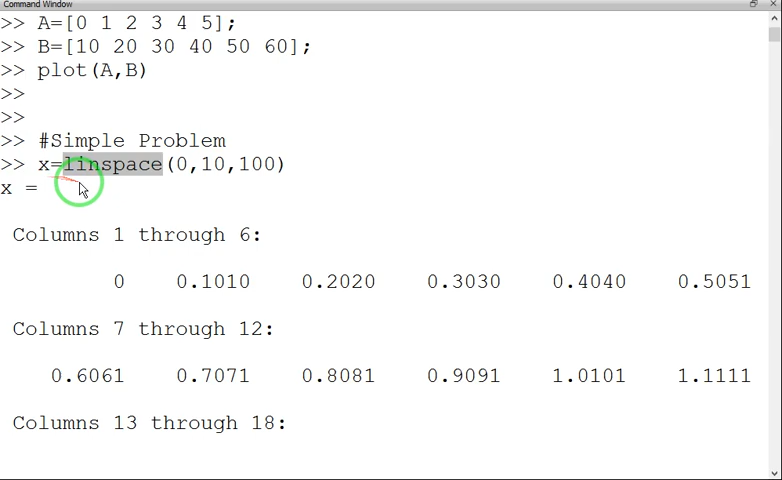 Command Window
>> A=[0 1 2 3 4 5];
>> B=[10 20 30 40 50 60];
>> plot(A,B)
>>
>>
>> #Simple Problem
>> x=linspace(0,10,100)
x =
Columns 1 through 6:
0 0.1010 0.2020 0.3030 0.4040 0.5051
Columns 7 through 12:
0.6061 0.7071 0.8081 0.9091 1.0101 1.1111
Columns 13 through 18: